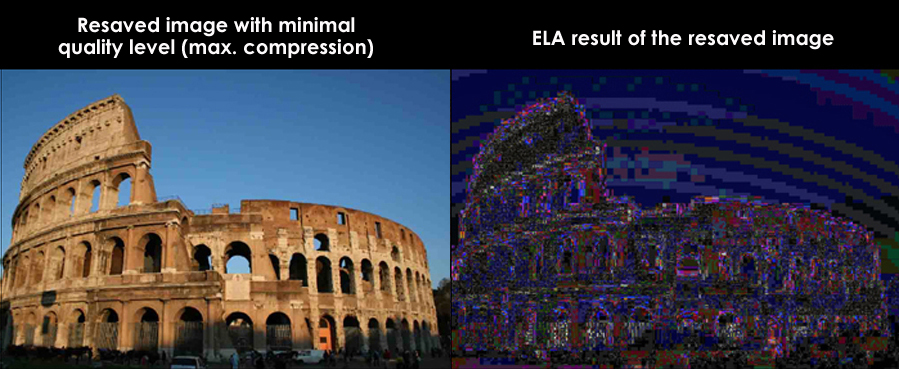 Resaved image with minimal
quality level (max. compression)
ELA result of the resaved image